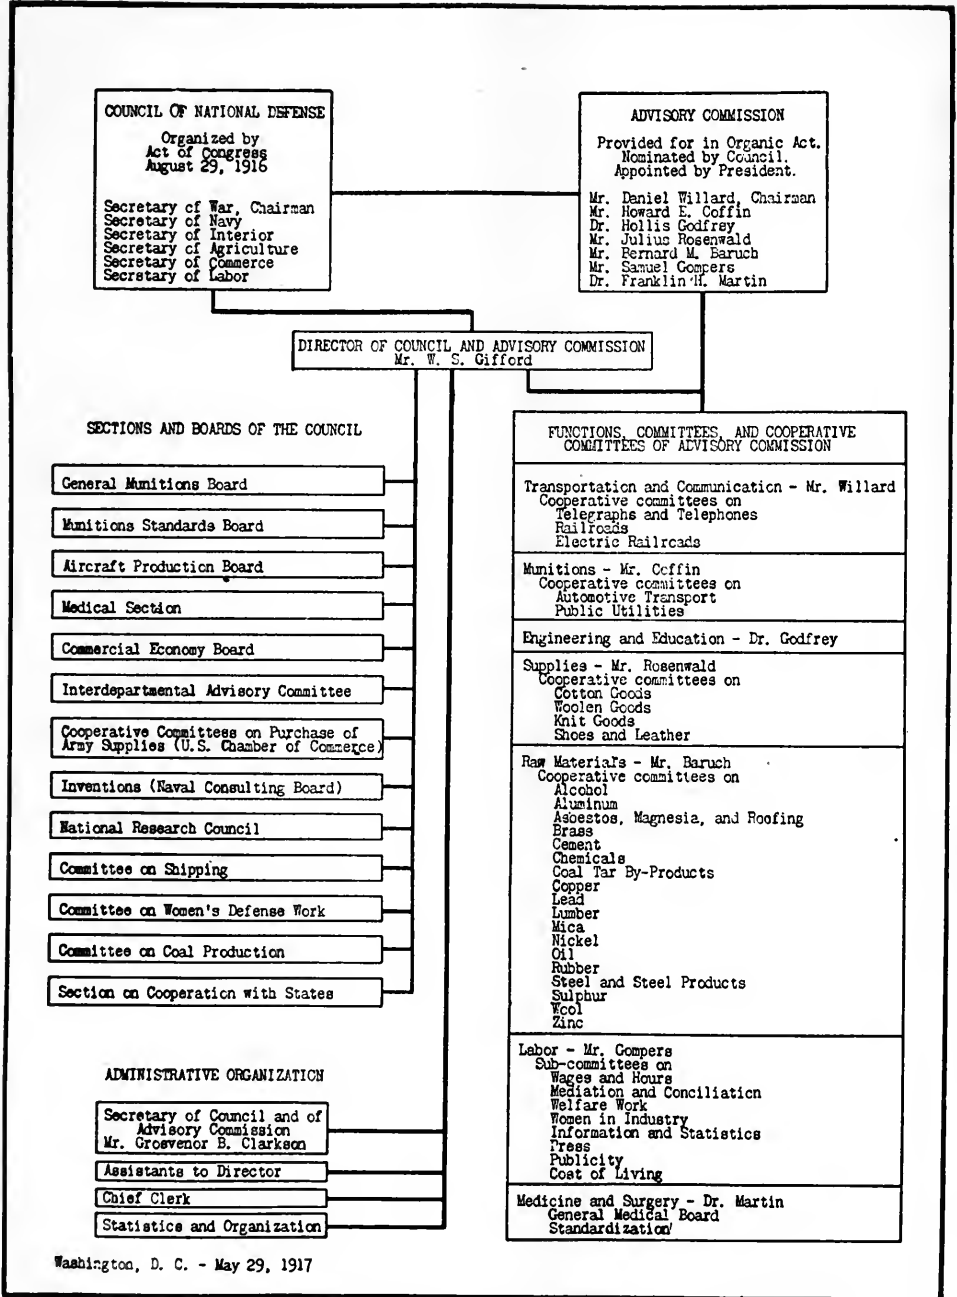 COUNCIL OF NATIONAL DEFENSE
Organized by
Act of Congress
August 29, 1916
Secretary of War, Chairman
Secretary of Navy
Secretary of Interior
Secretary of Agriculture
Secretary of Commerce
Secretary of Labor
ADVISORY COMMISSION
Provided for in Organic Act.
Nominated by Council.
Appointed by President.
Mr. Daniel Willard, Chairman
Mr. Howard E. Coffin
Dr. Hollis Godfrey
Mr. Julius Rosenwald
Mr. Bernard M. Baruch
Mr. Samuel Gompers
Dr. Franklin H. Martin
DIRECTOR OF COUNCIL AND ADVISORY COMMISSION
Mr. W. S. Gifford
SECTIONS AND BOARDS OF THE COUNCIL
General Munitions Board
Munitions Standards Board
Aircraft Production Board
Medical Section
Commercial Economy Board
Interdepartmental Advisory Committee
Cooperative Committees on Purchase of
Army Supplies (U.S. Chamber of Commerce)
Inventions (Naval Consulting Board)
National Research Council
Committee on Shipping
Committee on Women's Defense Work
Committee on Coal Production
Section on Cooperation with States
ADMINISTRATIVE ORGANIZATION
Secretary of Council and of
Advisory Commission
Mr. Grosvenor B. Clarkson
Assistants to Director
Chief Clerk
Statistics and Organization
FUNCTIONS, COMMITTEES, AND COOPERATIVE
COMMITTEES OF ADVISORY COMMISSION
Transportation and Communication - Mr. Willard
Cooperative committees on
Telegraphs and Telephones
Railroads
Electric Railroads
Munitions - Mr. Coffin
Cooperative committees on
Automotive Transport
Public Utilities
Engineering and Education - Dr. Godfrey
Supplies - Mr. Rosenwald
Cooperative committees on
Cotton Goods
Woolen Goods
Knit Goods
Shoes and Leather
Raw Materials - Mr. Baruch
Cooperative committees on
Alcohol
Aluminum
Asbestos, Magnesia, and Roofing
Brass
Cement
Chemicals
Coal Tar By-Products
Copper
Lead
Lumber
Mica
Nickel
Oil
Rubber
Steel and Steel Products
Sulphur
Wool
Zinc
Labor - Mr. Gompers
Sub-committees on
Wages and Hours
Mediation and Conciliation
Welfare Work
Women in Industry
Information and Statistics
Press
Publicity
Cost of Living
Medicine and Surgery - Dr. Martin
General Medical Board
Standardization
Washington, D. C. - May 29, 1917